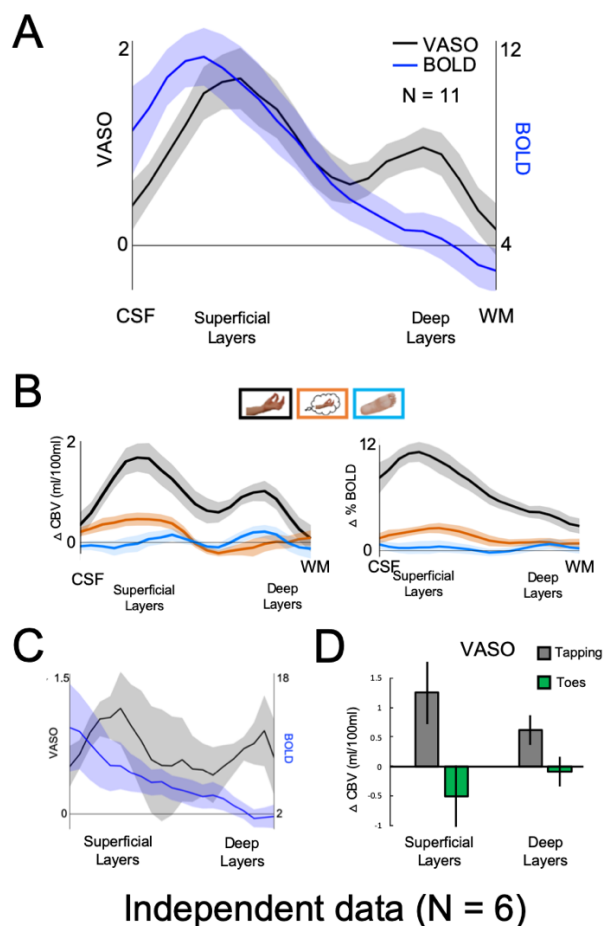 A
2
VASO
0
VASO
BOLD
N = 11
12
BOLD
4
CSF
Superficial
Layers
Deep
Layers
WM
B
2
Δ CBV (ml/100ml)
0
CSF
Superficial
Layers
Deep
Layers
WM
12
Δ % BOLD
0
CSF
Superficial
Layers
Deep
Layers
WM
C
1.5
VASO
0
18
BOLD
2
Superficial
Layers
Deep
Layers
D
VASO
Tapping
Toes
Δ CBV (ml/100ml)
1.5
1
0.5
0
-0.5
-1
Superficial
Layers
Deep
Layers
Independent data (N = 6)